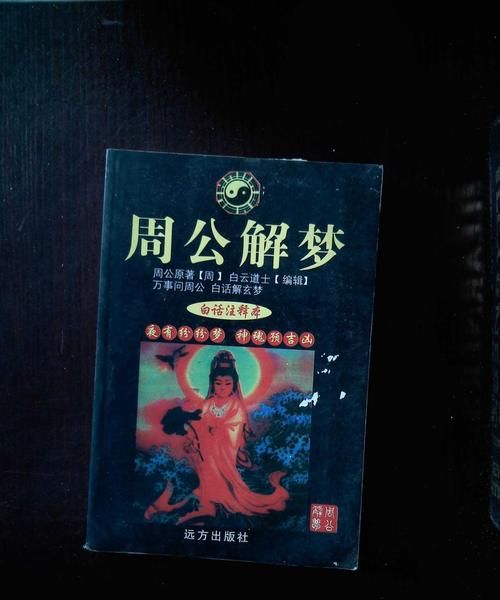 周公解梦
周公原著【周】 白云道士【编辑】
万事问周公 白话解玄梦
白话注释本
夜有纷纷梦 神魂预吉凶
周公
解梦
远方出版社